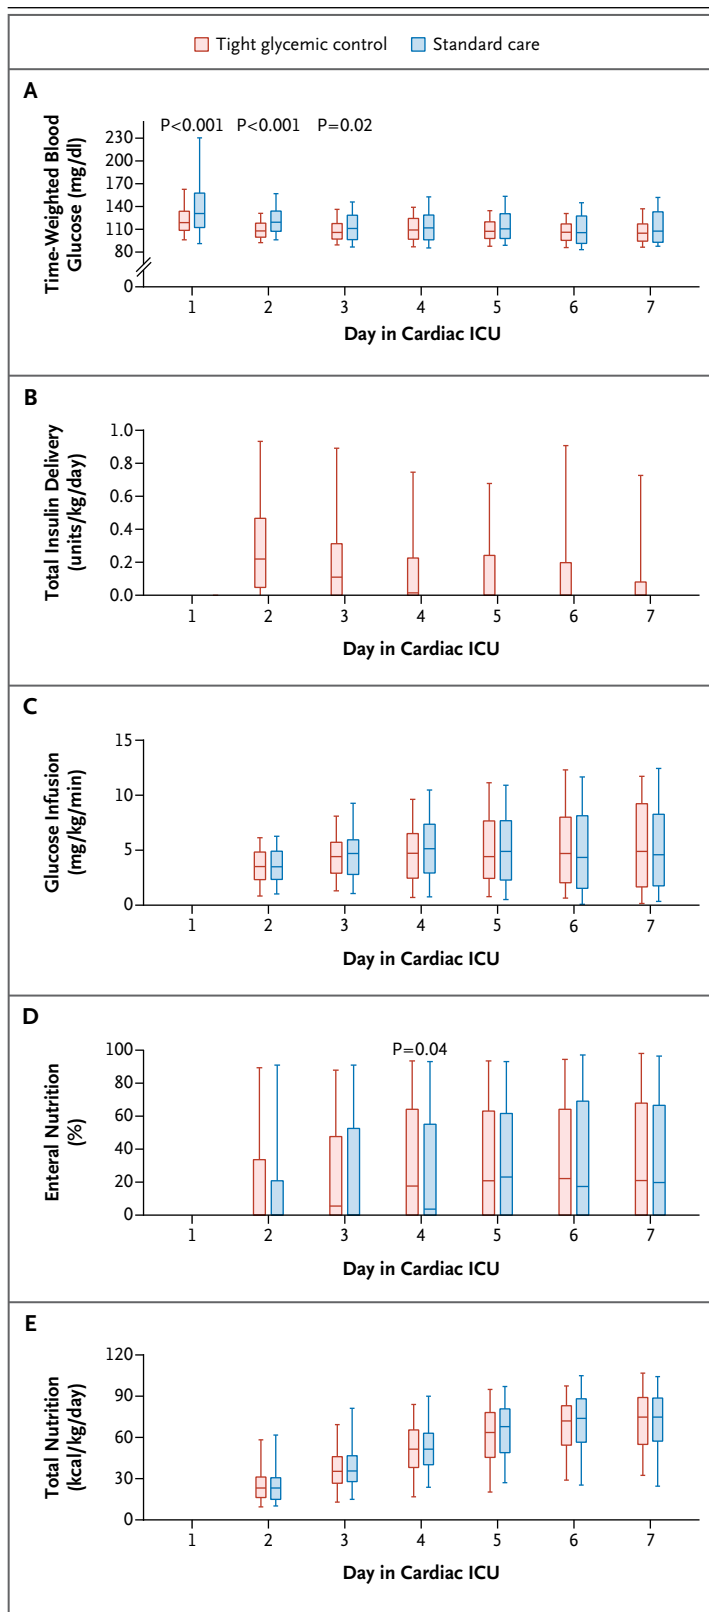 Tight glycemic control Standard care
A
P<0.001 P<0.001 P=0.02
Time-Weighted Blood
Glucose (mg/dl)
230
200
170
140
110
80
0
1 2 3 4 5 6 7
Day in Cardiac ICU
B
Total Insulin Delivery
(units/kg/day)
1.0
0.8
0.6
0.4
0.2
0.0
1 2 3 4 5 6 7
Day in Cardiac ICU
C
Glucose Infusion
(mg/kg/min)
15
10
5
0
1 2 3 4 5 6 7
Day in Cardiac ICU
D
P=0.04
Enteral Nutrition
(%)
100
80
60
40
20
0
1 2 3 4 5 6 7
Day in Cardiac ICU
E
Total Nutrition
(kcal/kg/day)
120
90
60
30
0
1 2 3 4 5 6 7
Day in Cardiac ICU